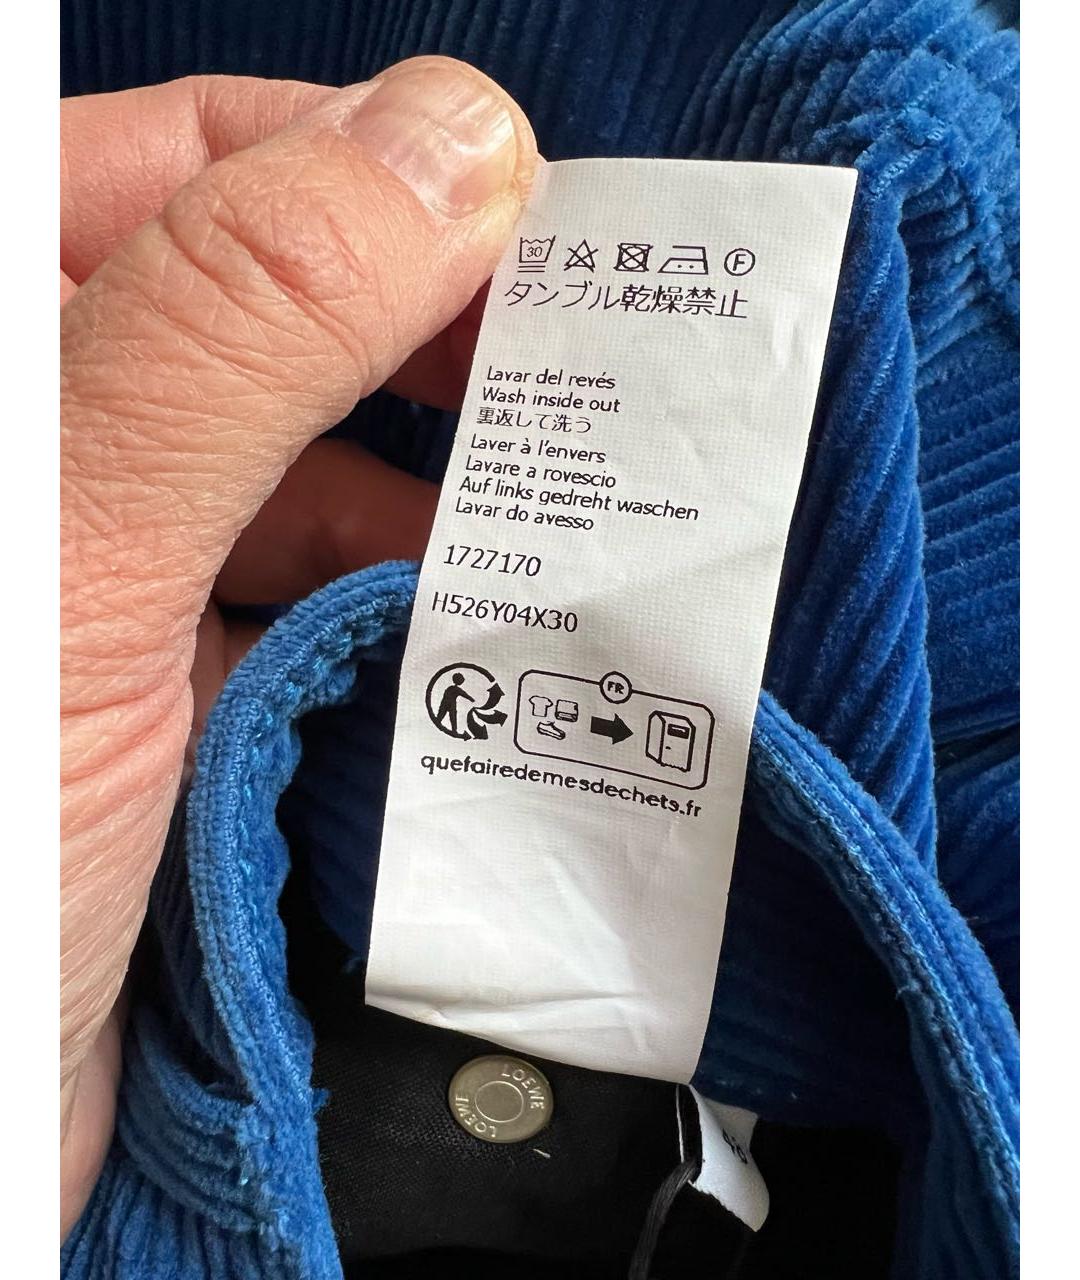 30
F
タンブル乾燥禁止
Lavar del revés
Wash inside out
裏返して洗う
Laver à l'envers
Lavare a rovescio
Auf links gedreht waschen
Lavar do avesso
1727170
H526Y04X30
FR
quefairedemesdechets.fr
LOEWE
LOEWE